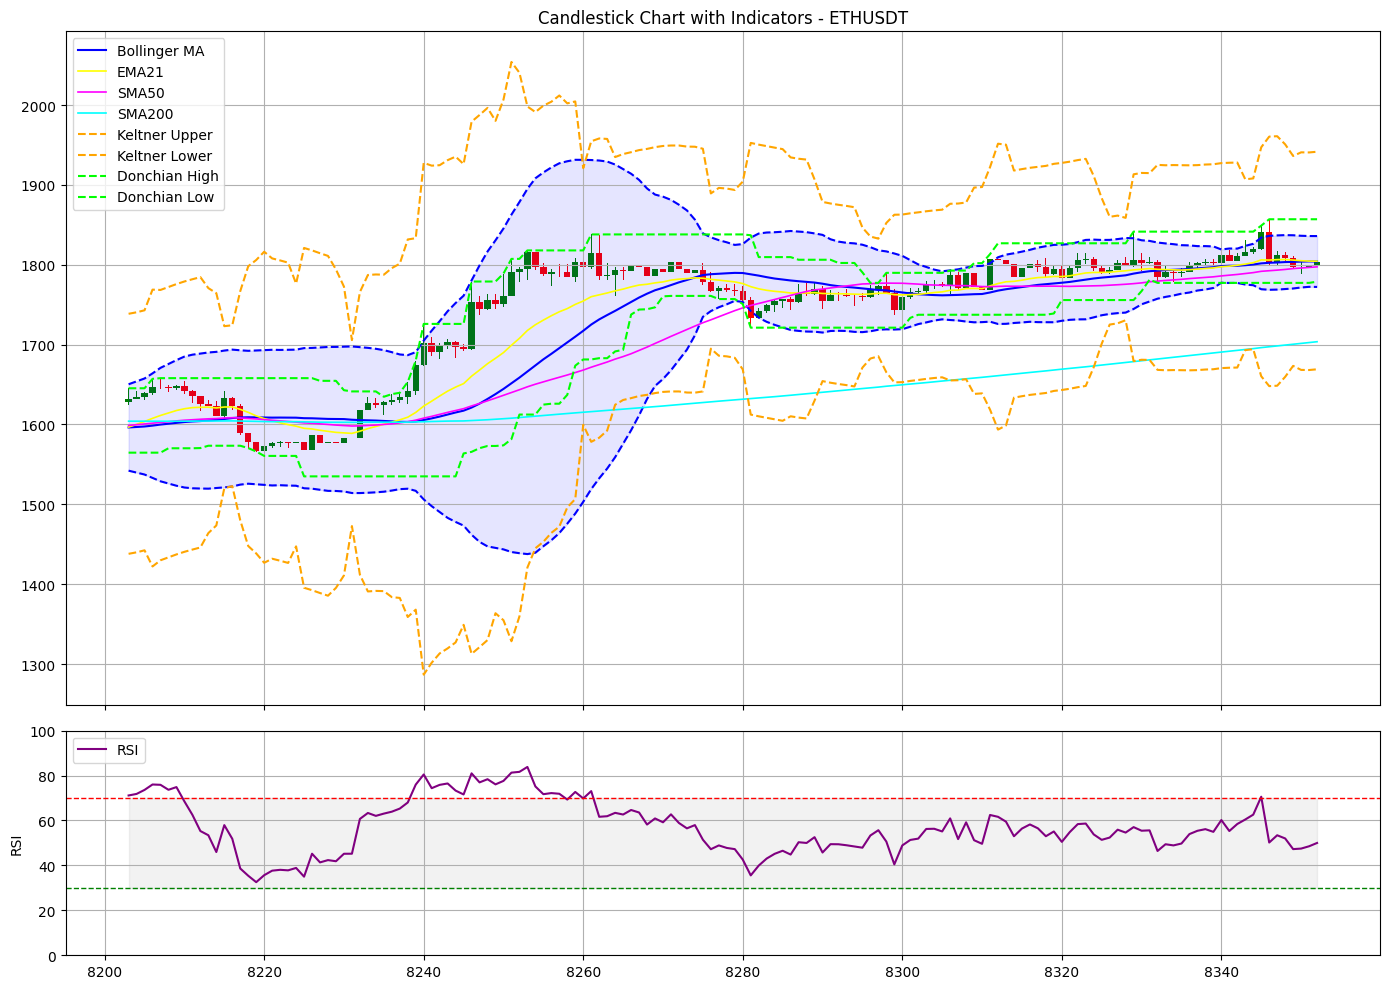 Candlestick Chart with Indicators - ETHUSDT
Bollinger MA
EMA21
SMA50
SMA200
Keltner Upper
Keltner Lower
Donchian High
Donchian Low
2000
1900
1800
1700
1600
1500
1400
1300
RSI
100
80
60
40
20
0
RSI
8200 8220 8240 8260 8280 8300 8320 8340